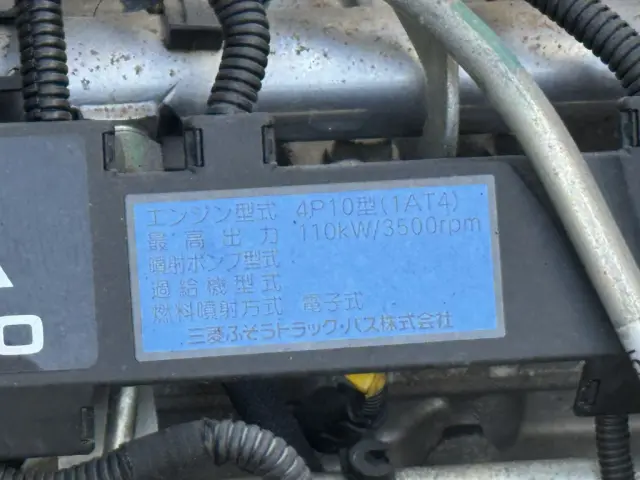 エンジン型式 4P10型(1AT4)
最高出力 110kW/3500rpm
噴射ポンプ型式
過給機型式
燃料噴射方式 電子式
三菱ふそうトラック・バス株式会社